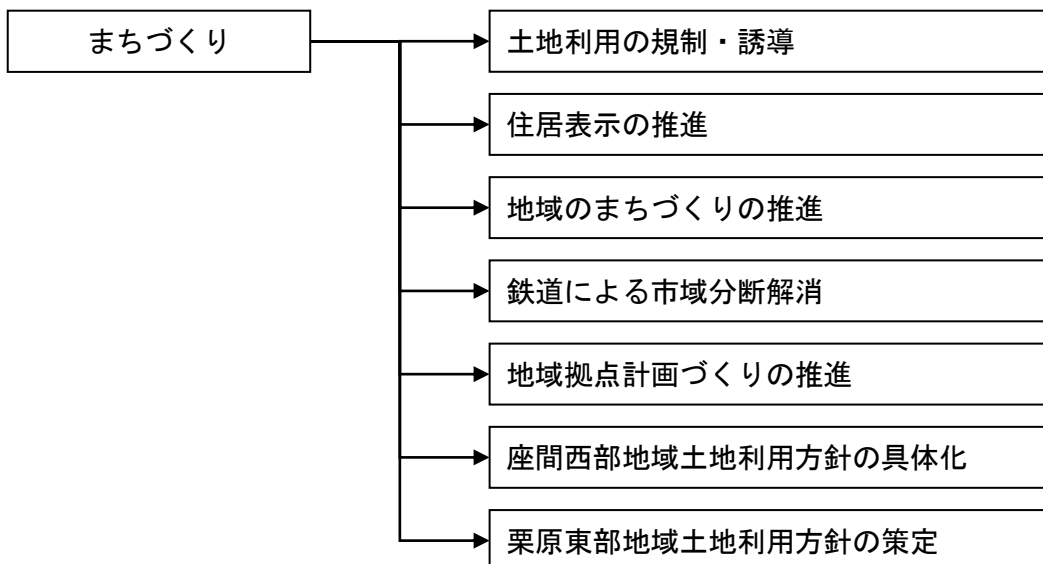 まちづくり
土地利用の規制・誘導
住居表示の推進
地域のまちづくりの推進
鉄道による市域分断解消
地域拠点計画づくりの推進
座間西部地域土地利用方針の具体化
栗原東部地域土地利用方針の策定